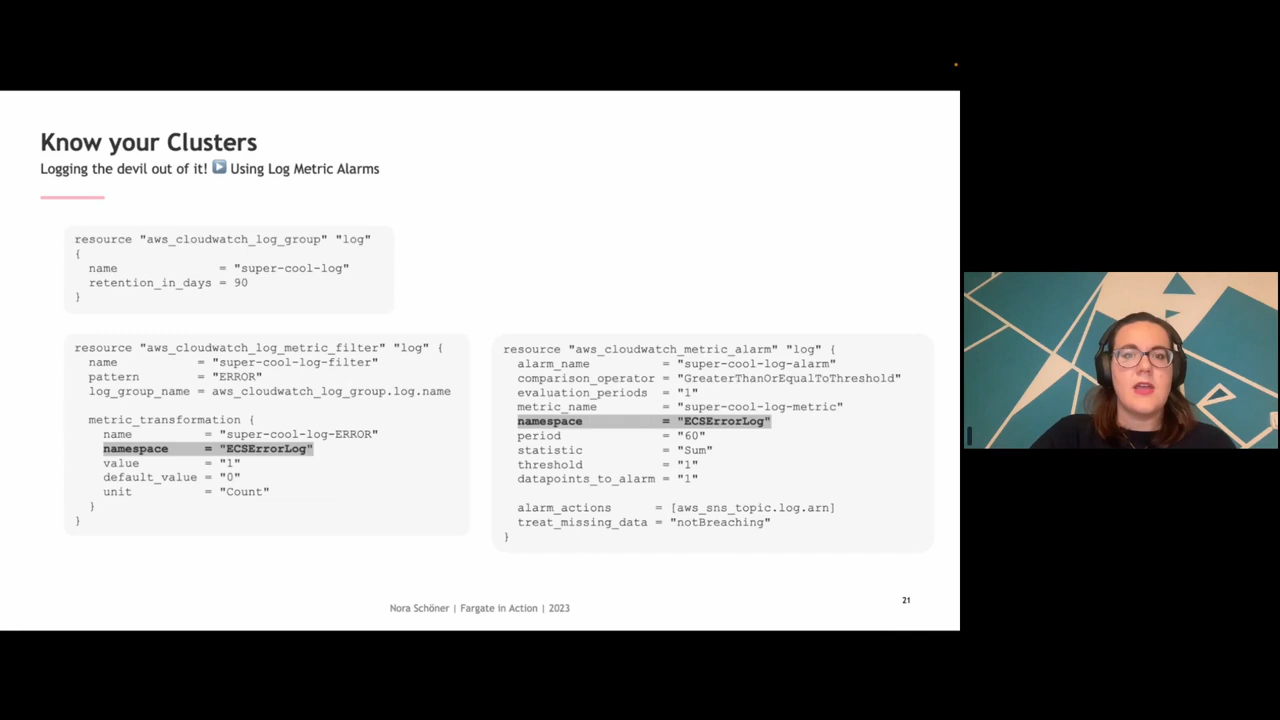 Know your Clusters
Logging the devil out of it! ▶ Using Log Metric Alarms
resource "aws_cloudwatch_log_group" "log"
{
name = "super-cool-log"
retention_in_days = 90
}
resource "aws_cloudwatch_log_metric_filter" "log" {
name = "super-cool-log-filter"
pattern = "ERROR"
log_group_name = aws_cloudwatch_log_group.log.name
metric_transformation {
name = "super-cool-log-ERROR"
namespace = "ECSErrorLog"
value = "1"
default_value = "0"
unit = "Count"
}
}
resource "aws_cloudwatch_metric_alarm" "log" {
alarm_name = "super-cool-log-alarm"
comparison_operator = "GreaterThanOrEqualToThreshold"
evaluation_periods = "1"
metric_name = "super-cool-log-metric"
namespace = "ECSErrorLog"
period = "60"
statistic = "Sum"
threshold = "1"
datapoints_to_alarm = "1"
alarm_actions = [aws_sns_topic.log.arn]
treat_missing_data = "notBreaching"
}
Nora Schöner | Fargate in Action | 2023
21